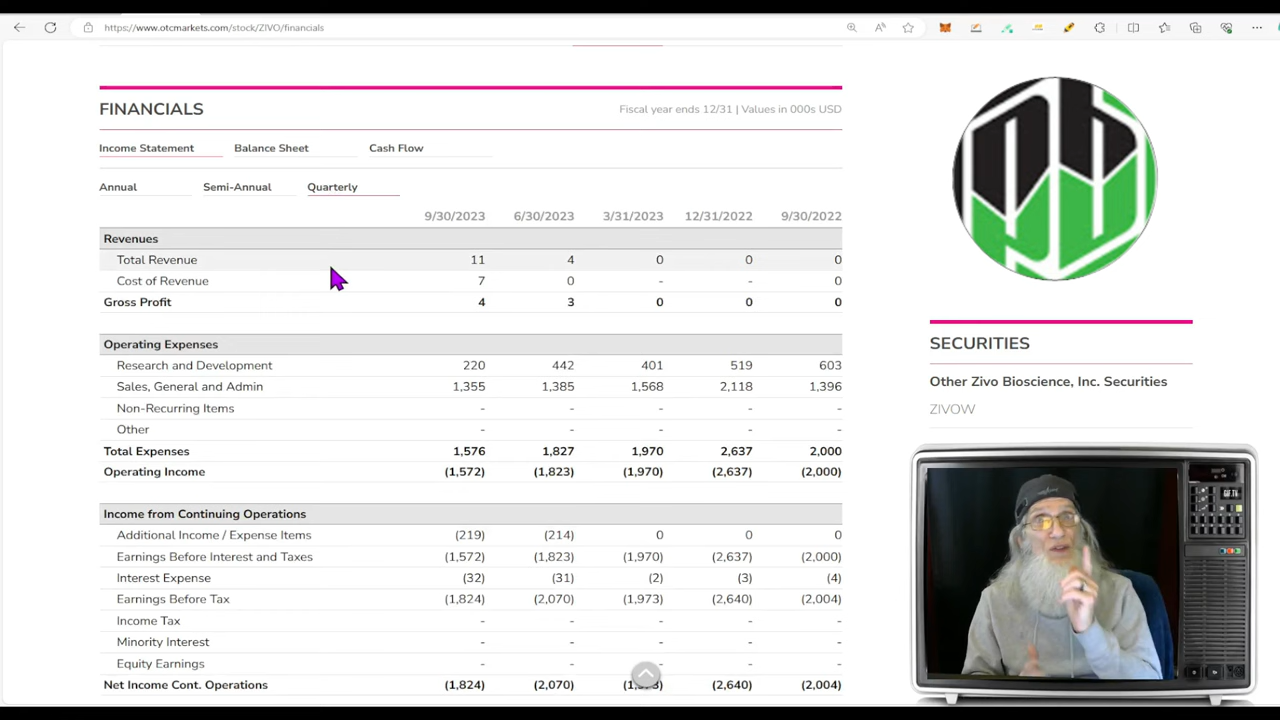 https://www.otcmarkets.com/stock/ZIVO/financials
FINANCIALS Fiscal year ends 12/31 | Values in 000s USD
Income Statement Balance Sheet Cash Flow
Annual Semi-Annual Quarterly
9/30/2023 6/30/2023 3/31/2023 12/31/2022 9/30/2022
Revenues
Total Revenue 11 4 0 0 0
Cost of Revenue 7 0 - - 0
Gross Profit 4 3 0 0 0
Operating Expenses
Research and Development 220 442 401 519 603
Sales, General and Admin 1,355 1,385 1,568 2,118 1,396
Non-Recurring Items - - - - -
Other - - - - -
Total Expenses 1,576 1,827 1,970 2,637 2,000
Operating Income (1,572) (1,823) (1,970) (2,637) (2,000)
Income from Continuing Operations
Additional Income / Expense Items (219) (214) 0 0 0
Earnings Before Interest and Taxes (1,572) (1,823) (1,970) (2,637) (2,000)
Interest Expense (32) (31) (2) (3) (4)
Earnings Before Tax (1,824) (2,070) (1,973) (2,640) (2,004)
Income Tax - - - - -
Minority Interest - - - - -
Equity Earnings - - - - -
Net Income Cont. Operations (1,824) (2,070) (2,640) (2,004)
SECURITIES
Other Zivo Bioscience, Inc. Securities
ZIVOW